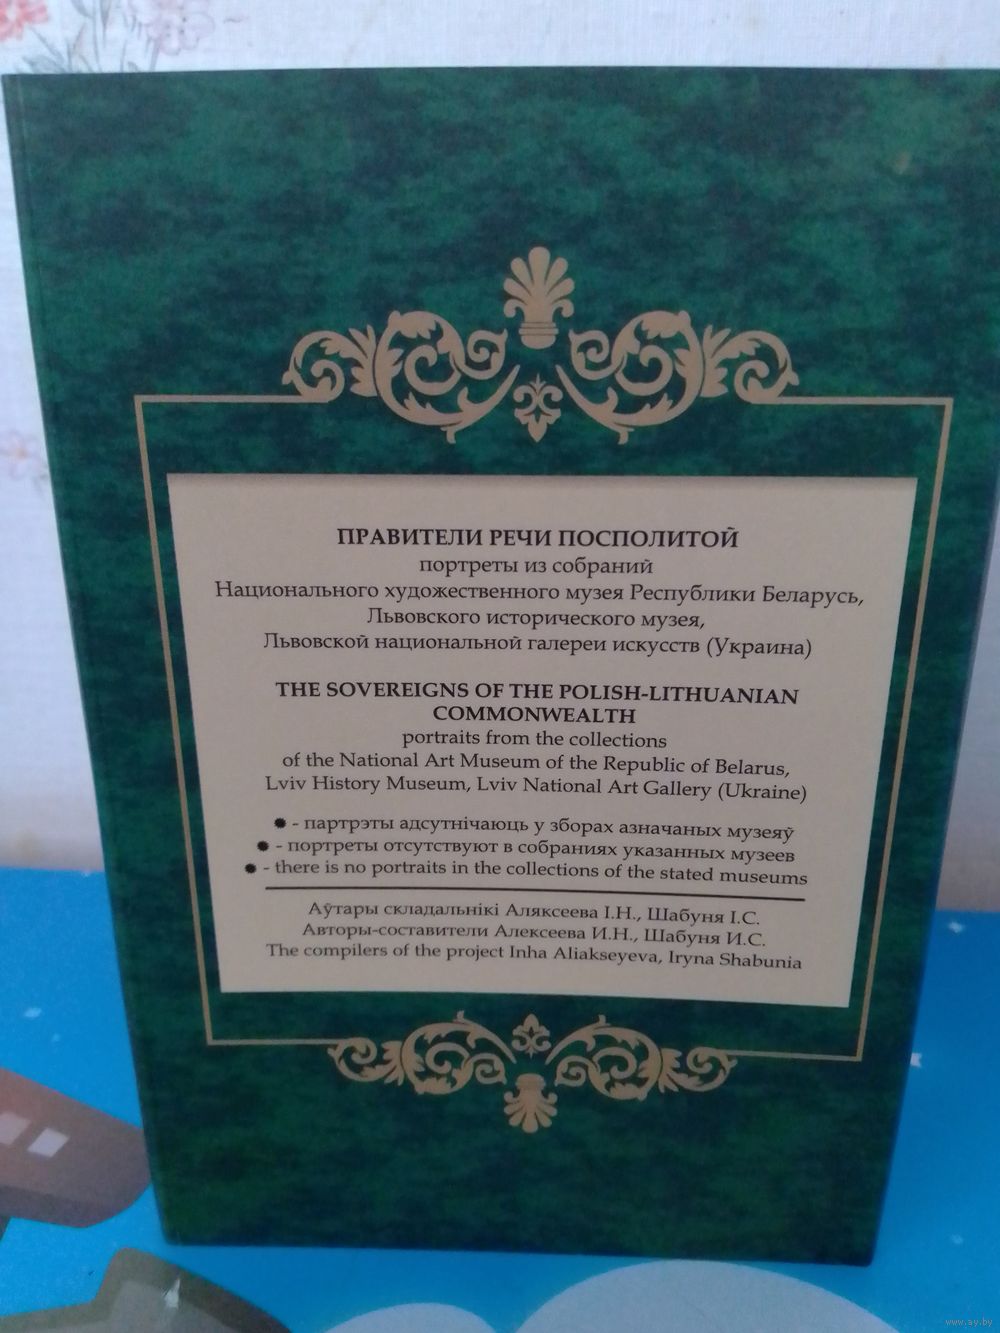 ПРАВИТЕЛИ РЕЧИ ПОСПОЛИТОЙ
портреты из собраний
Национального художественного музея Республики Беларусь,
Львовского исторического музея,
Львовской национальной галереи искусств (Украина)
THE SOVEREIGNS OF THE POLISH-LITHUANIAN
COMMONWEALTH
portraits from the collections
of the National Art Museum of the Republic of Belarus,
Lviv History Museum, Lviv National Art Gallery (Ukraine)
✹ - партрэты адсутнічаюць у зборах азначаных музеяў
✹ - портреты отсутствуют в собраниях указанных музеев
✹ - there is no portraits in the collections of the stated museums
Аўтары складальнікі Аляксеева І.Н., Шабуня І.С.
Авторы-составители Алексеева И.Н., Шабуня И.С.
The compilers of the project Inha Aliakseyeva, Iryna Shabunia
www.ay.by